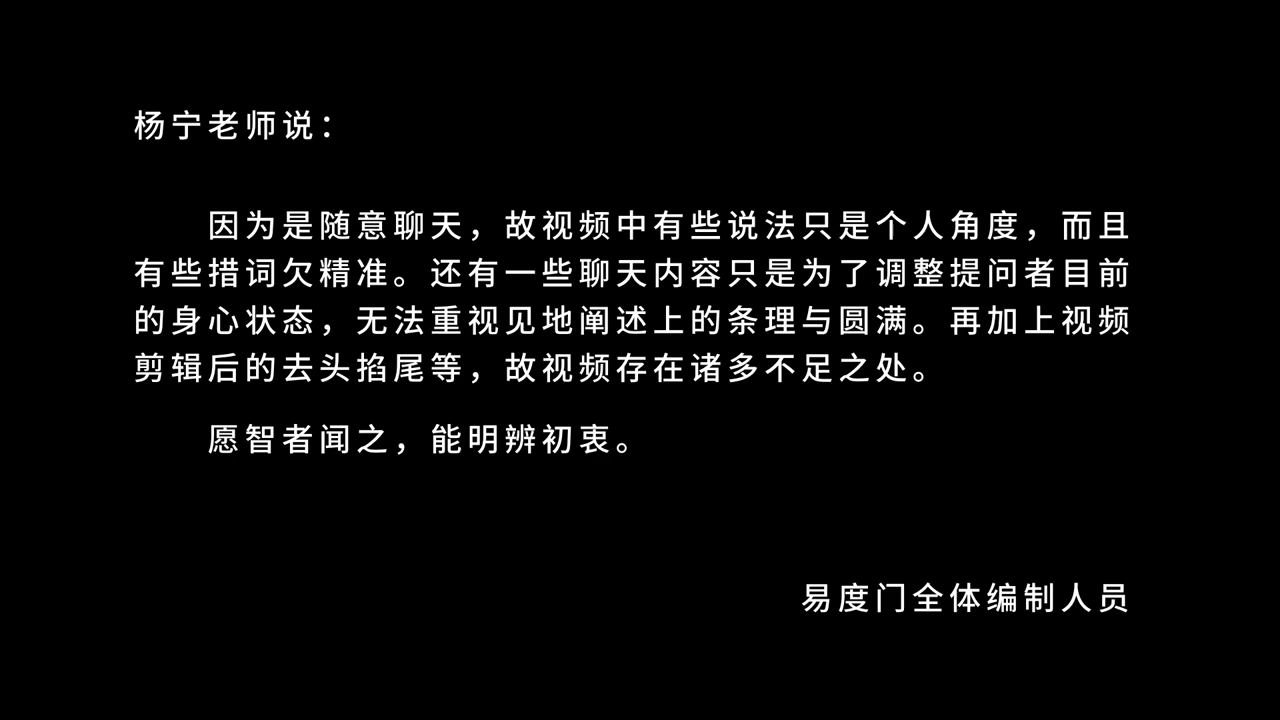 杨宁老师说：
因为是随意聊天，故视频中有些说法只是个人角度，而且
有些措词欠精准。还有一些聊天内容只是为了调整提问者目前
的身心状态，无法重视见地阐述上的条理与圆满。再加上视频
剪辑后的去头掐尾等，故视频存在诸多不足之处。
愿智者闻之，能明辨初衷。
易度门全体编制人员